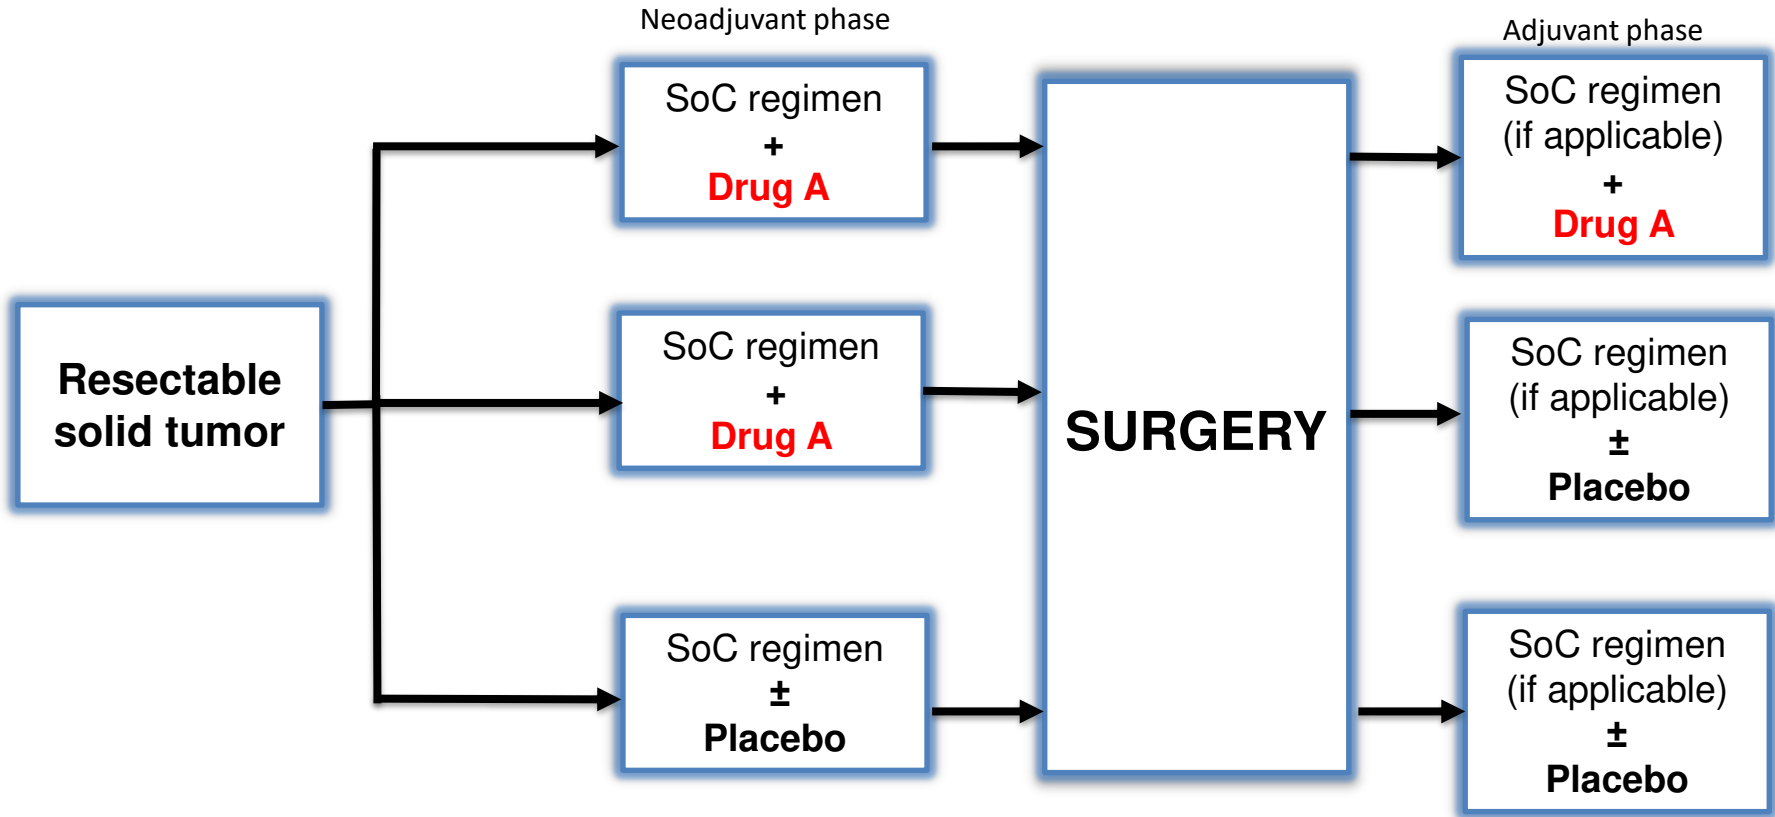 Neoadjuvant phase
Adjuvant phase
Resectable
solid tumor
SoC regimen
+
Drug A
SoC regimen
+
Drug A
SoC regimen
±
Placebo
SURGERY
SoC regimen
(if applicable)
+
Drug A
SoC regimen
(if applicable)
±
Placebo
SoC regimen
(if applicable)
±
Placebo